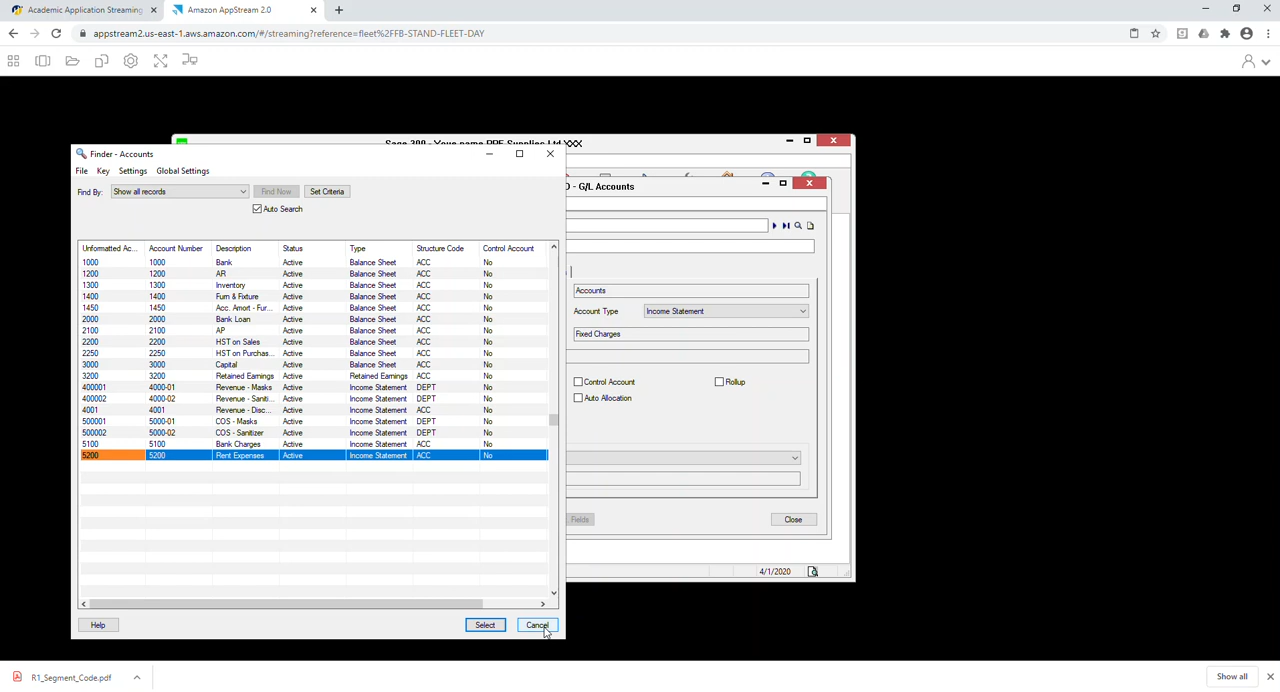 Academic Application Streaming
Amazon AppStream 2.0
appstream2.us-east-1.aws.amazon.com/#/streaming?reference=fleet%2FFB-STAND-FLEET-DAY
Finder - Accounts
File Key Settings Global Settings
Find By: Show all records Find Now Set Criteria
Auto Search
Unformatted Ac... Account Number Description Status Type Structure Code Control Account
1000 1000 Bank Active Balance Sheet ACC No
1200 1200 AR Active Balance Sheet ACC No
1300 1300 Inventory Active Balance Sheet ACC No
1400 1400 Furn & Fixture Active Balance Sheet ACC No
1450 1450 Acc. Amort - Fur... Active Balance Sheet ACC No
2000 2000 Bank Loan Active Balance Sheet ACC No
2100 2100 AP Active Balance Sheet ACC No
2200 2200 HST on Sales Active Balance Sheet ACC No
2250 2250 HST on Purchas... Active Balance Sheet ACC No
3000 3000 Capital Active Balance Sheet ACC No
3200 3200 Retained Earnings Active Retained Earnings ACC No
400001 4000-01 Revenue - Masks Active Income Statement DEPT No
400002 4000-02 Revenue - Saniti... Active Income Statement DEPT No
4001 4001 Revenue - Disc... Active Income Statement ACC No
500001 5000-01 COS - Masks Active Income Statement DEPT No
500002 5000-02 COS - Sanitizer Active Income Statement DEPT No
5100 5100 Bank Charges Active Income Statement ACC No
5200 5200 Rent Expenses Active Income Statement ACC No
Help Select Cancel
Sage 300 - Your name PPE Supplies Ltd XXX
- G/L Accounts
Accounts
Account Type Income Statement
Fixed Charges
Control Account Rollup
Auto Allocation
Fields Close
4/1/2020
R1_Segment_Code.pdf
Show all